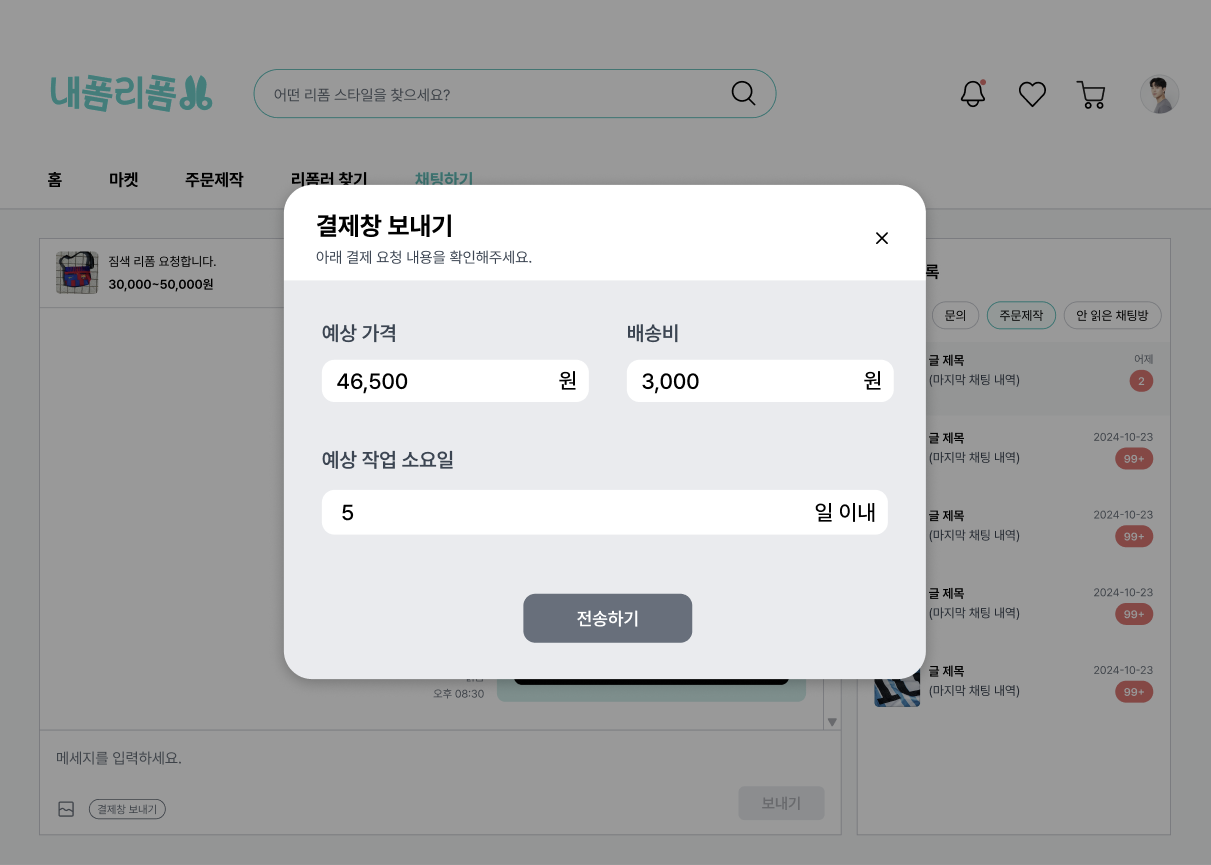 내폼리폼
어떤 리폼 스타일을 찾으세요?
홈
마켓
주문제작
리폼러 찾기
채팅하기
짐색 리폼 요청합니다.
30,000~50,000원
결제창 보내기
아래 결제 요청 내용을 확인해주세요.
예상 가격
46,500 원
배송비
3,000 원
예상 작업 소요일
5 일 이내
전송하기
오후 08:30
메세지를 입력하세요.
결제창 보내기
보내기
록
문의
주문제작
안 읽은 채팅방
글 제목
어제
(마지막 채팅 내역)
2
글 제목
2024-10-23
(마지막 채팅 내역)
99+
글 제목
2024-10-23
(마지막 채팅 내역)
99+
글 제목
2024-10-23
(마지막 채팅 내역)
99+
글 제목
2024-10-23
(마지막 채팅 내역)
99+